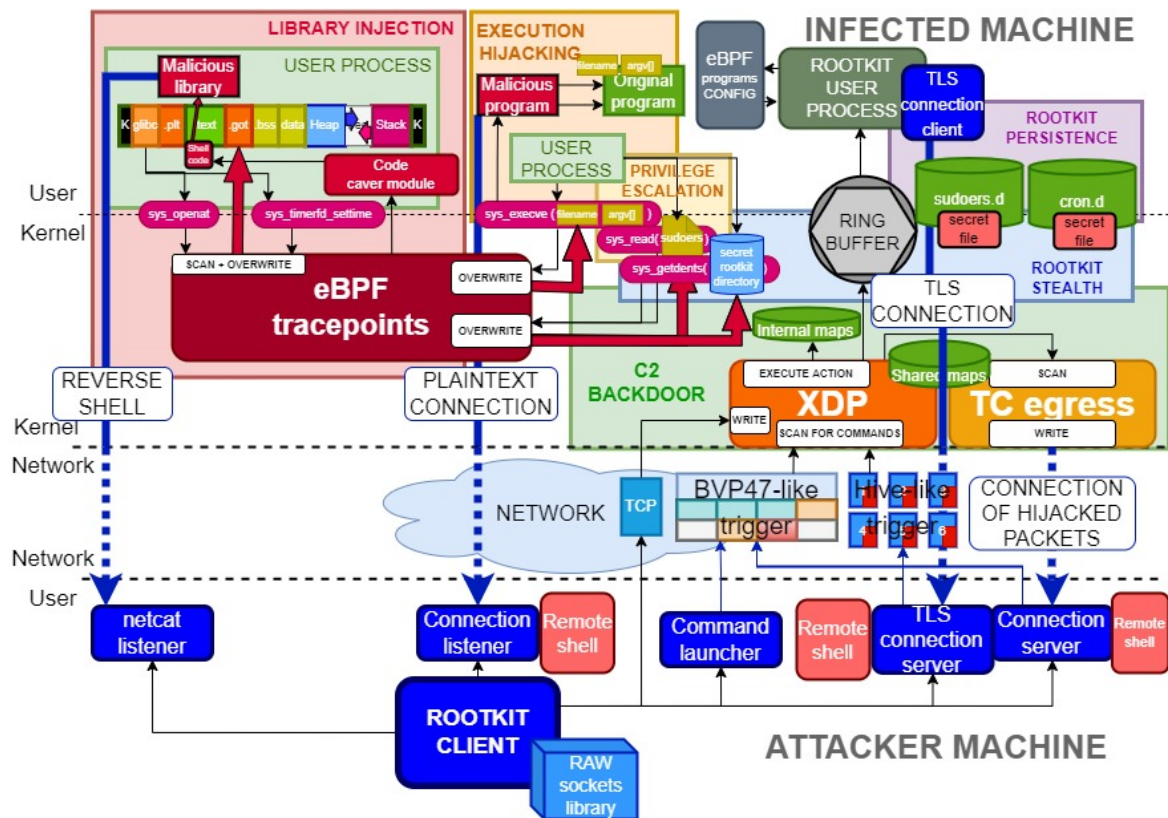 LIBRARY INJECTION
USER PROCESS
Malicious
library
K
glibc
.plt
text
.got
.bss
data
Heap
Stack
K
Shell
code
Code
caver module
sys_openat
sys_timerfd_settime
SCAN + OVERWRITE
eBPF
tracepoints
OVERWRITE
OVERWRITE
EXECUTION
HIJACKING
filename
argv[]
Malicious
program
Original
program
USER
PROCESS
PRIVILEGE
ESCALATION
sys_execve (
filename
argv[]
)
sys_read(
sudoers
)
sys_getdents(
secret
rootkit
directory
)
INFECTED MACHINE
eBPF
programs
CONFIG
ROOTKIT
USER
PROCESS
TLS
connection
client
ROOTKIT
PERSISTENCE
sudoers.d
secret
file
cron.d
secret
file
RING
BUFFER
ROOTKIT
STEALTH
TLS
CONNECTION
User
Kernel
Internal maps
C2
BACKDOOR
EXECUTE ACTION
Shared maps
SCAN
XDP
TC egress
WRITE
SCAN FOR COMMANDS
WRITE
REVERSE
SHELL
PLAINTEXT
CONNECTION
Kernel
Network
NETWORK
TCP
BVP47-like
trigger
Hive-like
trigger
1
2
4
6
CONNECTION
OF HIJACKED
PACKETS
Network
User
netcat
listener
Connection
listener
Remote
shell
Command
launcher
Remote
shell
TLS
connection
server
Connection
server
Remote
shell
ROOTKIT
CLIENT
RAW
sockets
library
ATTACKER MACHINE